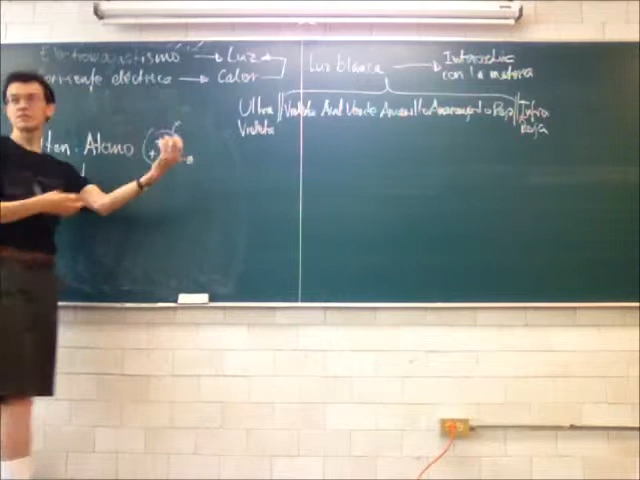 Electromagnetismo → Luz
Corriente eléctrica → Calor
Luz blanca → Interacción
con la materia
Ultra
Violeta
Violeta Azul Verde Amarillo Anaranjado Rojo
Infra
Roja
Atomo
+